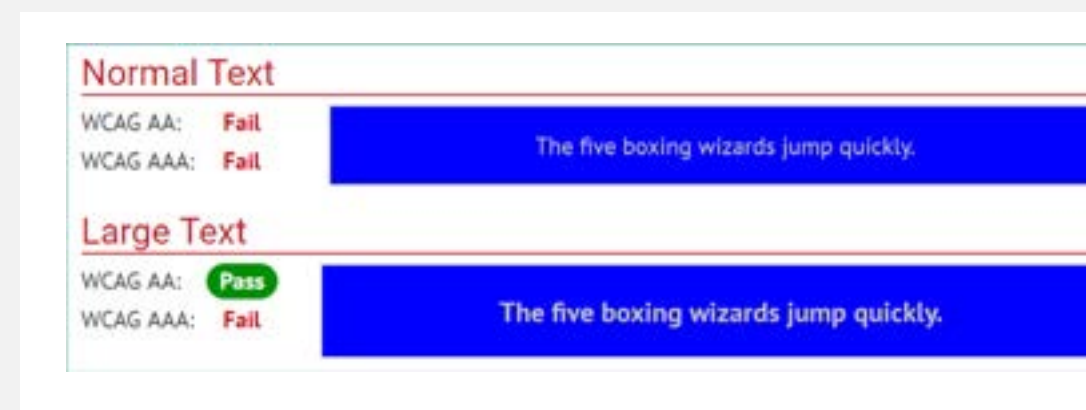 Normal Text
WCAG AA: Fail
The five boxing wizards jump quickly.
WCAG AAA: Fail
Large Text
WCAG AA: Pass
The five boxing wizards jump quickly.
WCAG AAA: Fail